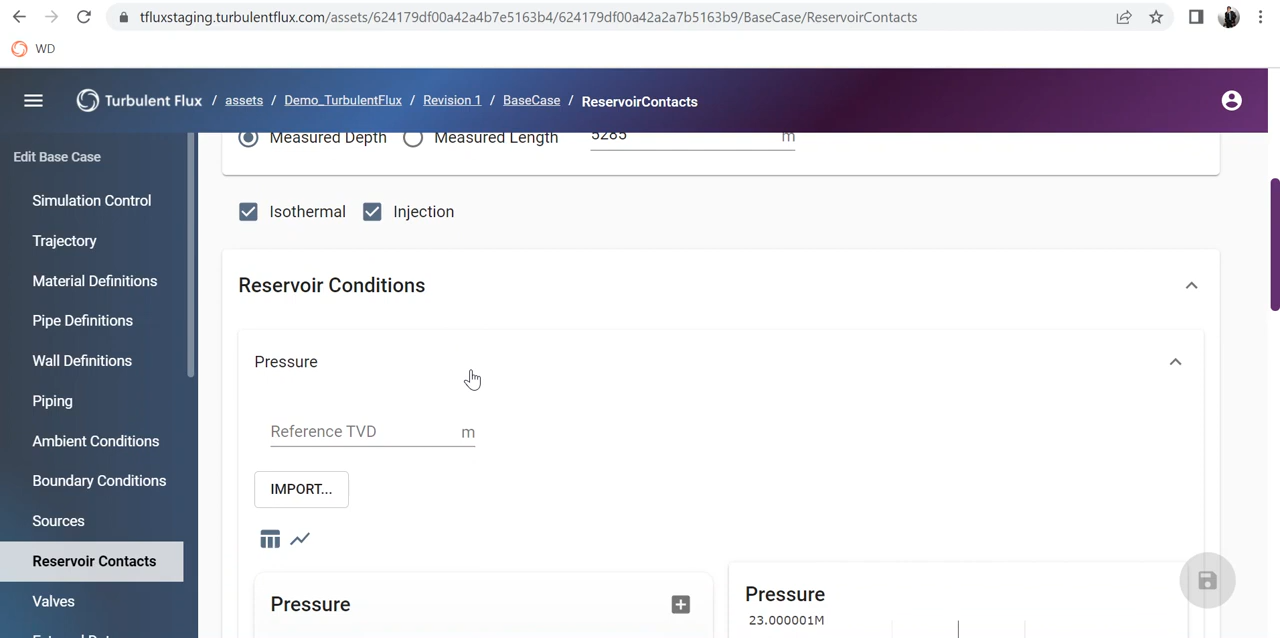 tfluxstaging.turbulentflux.com/assets/624179df00a42a4b7e5163b4/624179df00a42a2a7b5163b9/BaseCase/ReservoirContacts
WD
Turbulent Flux / assets / Demo_TurbulentFlux / Revision 1 / BaseCase / ReservoirContacts
Edit Base Case
Simulation Control
Trajectory
Material Definitions
Pipe Definitions
Wall Definitions
Piping
Ambient Conditions
Boundary Conditions
Sources
Reservoir Contacts
Valves
Measured Depth Measured Length 5285 m
Isothermal Injection
Reservoir Conditions
Pressure
Reference TVD m
IMPORT...
Pressure
Pressure
23.000001M